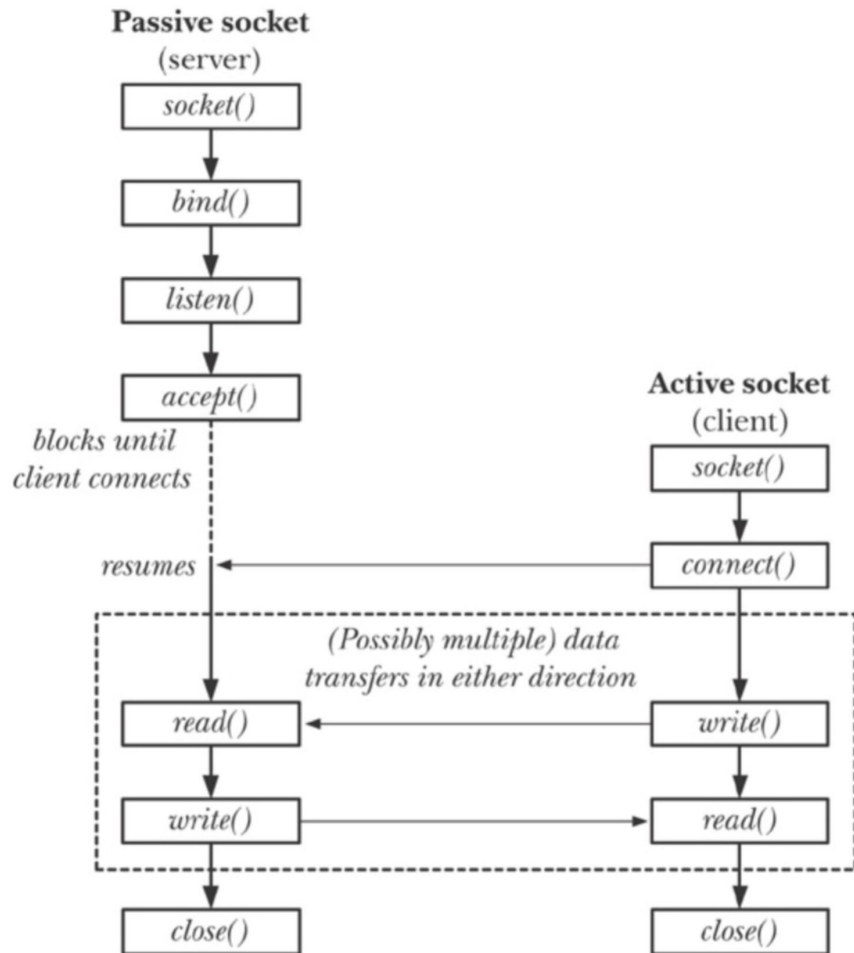 Passive socket
(server)
socket()
bind()
listen()
accept()
blocks until
client connects
resumes
Active socket
(client)
socket()
connect()
(Possibly multiple) data
transfers in either direction
read()
write()
write()
read()
close()
close()